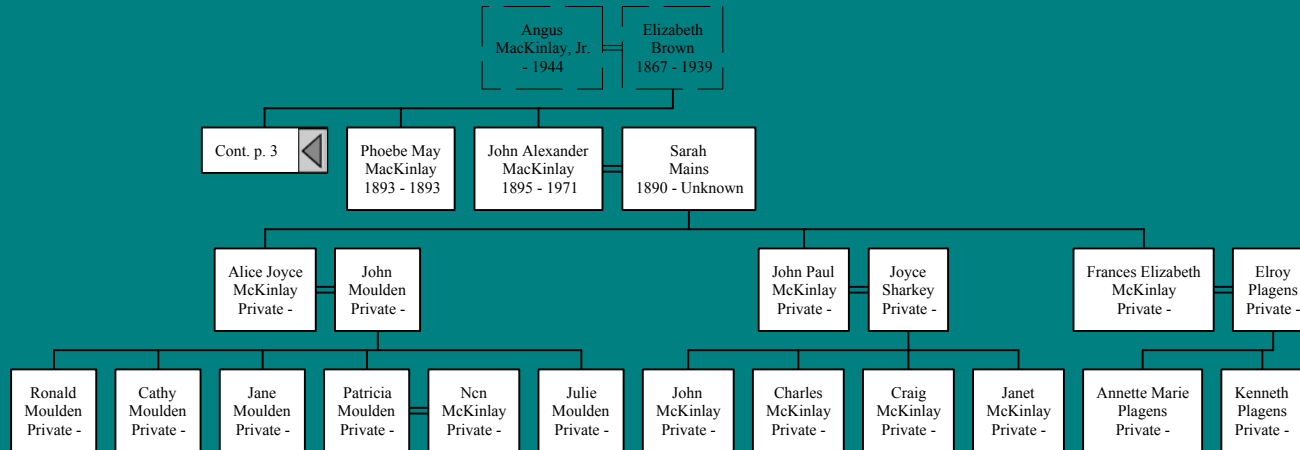 Angus
MacKinlay, Jr.
- 1944
Elizabeth
Brown
1867 - 1939
Cont. p. 3
Phoebe May
MacKinlay
1893 - 1893
John Alexander
MacKinlay
1895 - 1971
Sarah
Mains
1890 - Unknown
Alice Joyce
McKinlay
Private -
John
Moulden
Private -
John Paul
McKinlay
Private -
Joyce
Sharkey
Private -
Frances Elizabeth
McKinlay
Private -
Elroy
Plagens
Private -
Ronald
Moulden
Private -
Cathy
Moulden
Private -
Jane
Moulden
Private -
Patricia
Moulden
Private -
Ncn
McKinlay
Private -
Julie
Moulden
Private -
John
McKinlay
Private -
Charles
McKinlay
Private -
Craig
McKinlay
Private -
Janet
McKinlay
Private -
Annette Marie
Plagens
Private -
Kenneth
Plagens
Private -